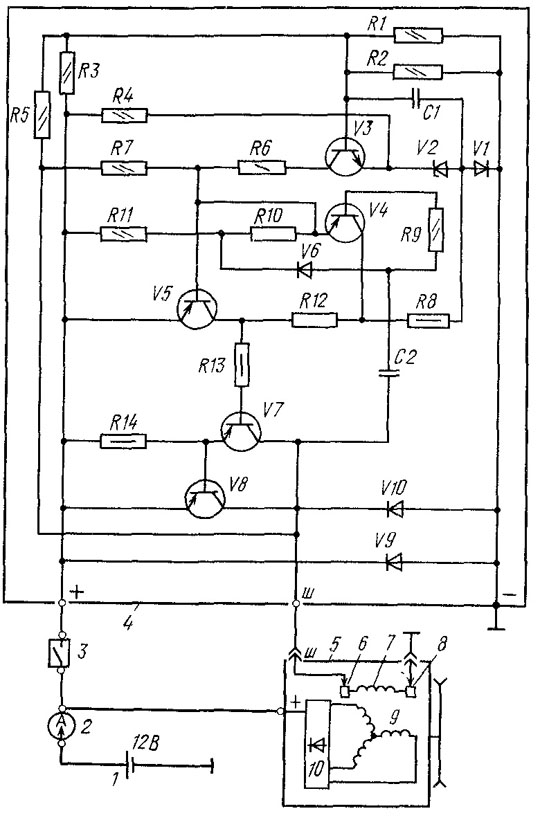 R1
R3
R2
R5
R4
C1
V3
R7
R6
V2
V1
R11
R10
V4
R9
V6
V5
R12
R8
R13
C2
R14
V7
V8
V10
V9
+
Ш
−
4
3
Ш
5
6
7
8
+
А
2
9
12В
1
10